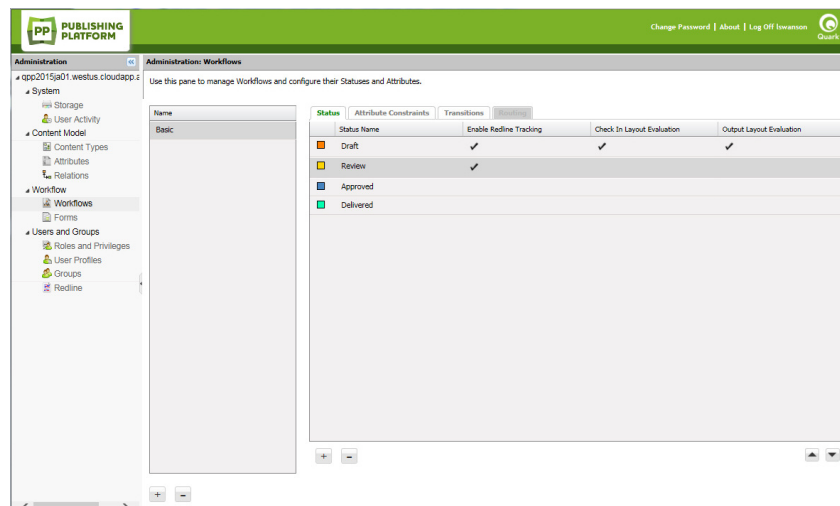 PP PUBLISHING PLATFORM
Change Password | About | Log Off lswanson
Quark
Administration
Administration: Workflows
qpp2015ja01.westus.cloudapp.a
Use this pane to manage Workflows and configure their Statuses and Attributes.
System
Storage
User Activity
Content Model
Content Types
Attributes
Relations
Workflow
Workflows
Forms
Users and Groups
Roles and Privileges
User Profiles
Groups
Redline
Name
Basic
Status Attribute Constraints Transitions Routing
Status Name Enable Redline Tracking Check In Layout Evaluation Output Layout Evaluation
Draft ✔ ✔ ✔
Review ✔
Approved
Delivered
+ -
+ -